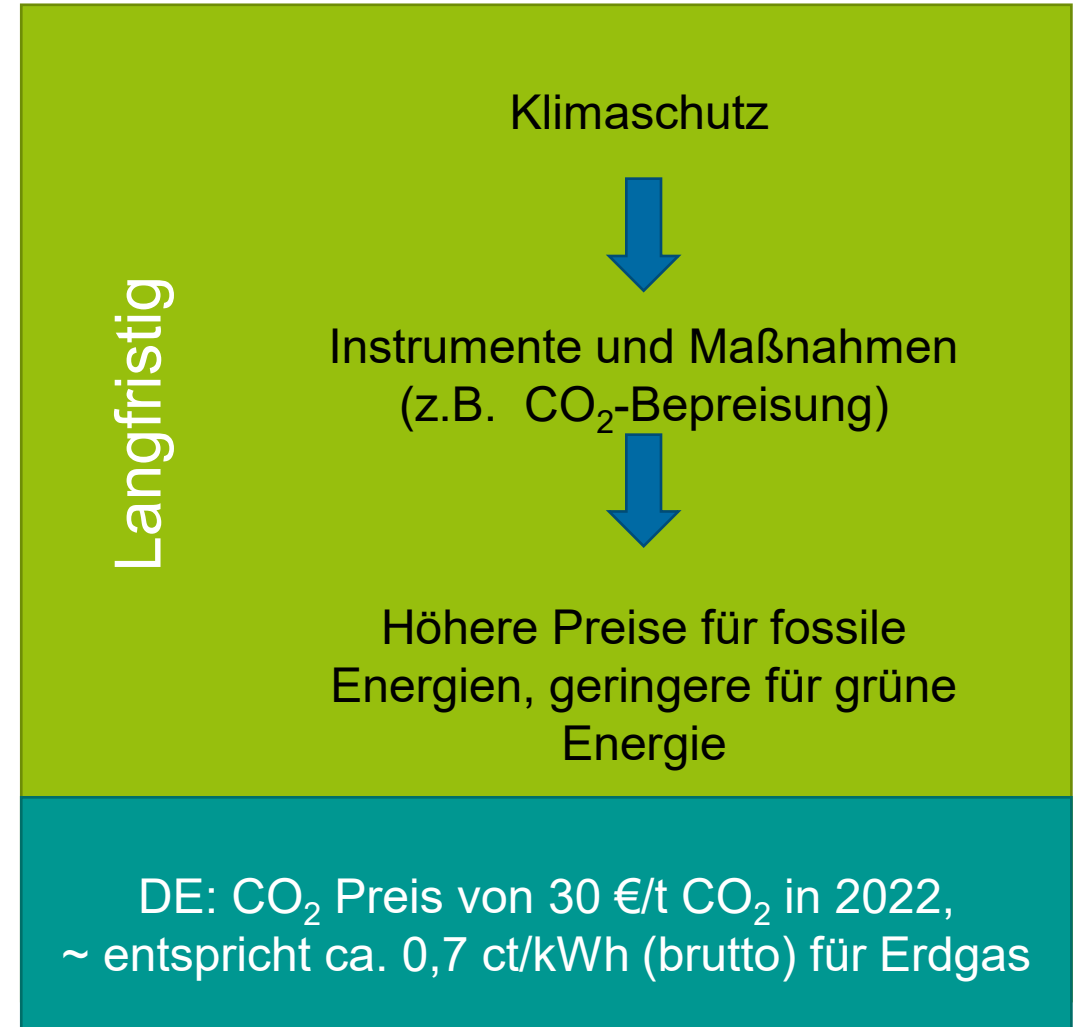 Langfristig
Klimaschutz
Instrumente und Maßnahmen
(z.B. CO₂-Bepreisung)
Höhere Preise für fossile
Energien, geringere für grüne
Energie
DE: CO₂ Preis von 30 €/t CO₂ in 2022,
~ entspricht ca. 0,7 ct/kWh (brutto) für Erdgas